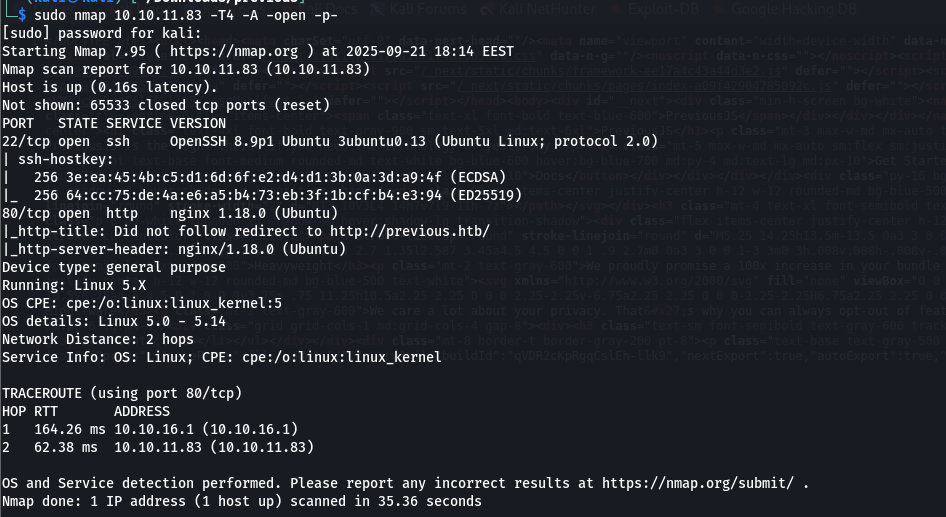 (kali㉿kali)-[~/Downloads/previous]
└─$ sudo nmap 10.10.11.83 -T4 -A -open -p-
[sudo] password for kali:
Starting Nmap 7.95 ( https://nmap.org ) at 2025-09-21 18:14 EEST
Nmap scan report for 10.10.11.83 (10.10.11.83)
Host is up (0.16s latency).
Not shown: 65533 closed tcp ports (reset)
PORT   STATE SERVICE VERSION
22/tcp open  ssh     OpenSSH 8.9p1 Ubuntu 3ubuntu0.13 (Ubuntu Linux; protocol 2.0)
| ssh-hostkey:
|   256 3e:ea:45:4b:c5:d1:6d:6f:e2:d4:d1:3b:0a:3d:a9:4f (ECDSA)
|_  256 64:cc:75:de:4a:e6:a5:b4:73:eb:3f:1b:cf:b4:e3:94 (ED25519)
80/tcp open  http    nginx 1.18.0 (Ubuntu)
|_http-title: Did not follow redirect to http://previous.htb/
|_http-server-header: nginx/1.18.0 (Ubuntu)
Device type: general purpose
Running: Linux 5.X
OS CPE: cpe:/o:linux:linux_kernel:5
OS details: Linux 5.0 - 5.14
Network Distance: 2 hops
Service Info: OS: Linux; CPE: cpe:/o:linux:linux_kernel
TRACEROUTE (using port 80/tcp)
HOP RTT       ADDRESS
1   164.26 ms 10.10.16.1 (10.10.16.1)
2   62.38 ms  10.10.11.83 (10.10.11.83)
OS and Service detection performed. Please report any incorrect results at https://nmap.org/submit/ .
Nmap done: 1 IP address (1 host up) scanned in 35.36 seconds